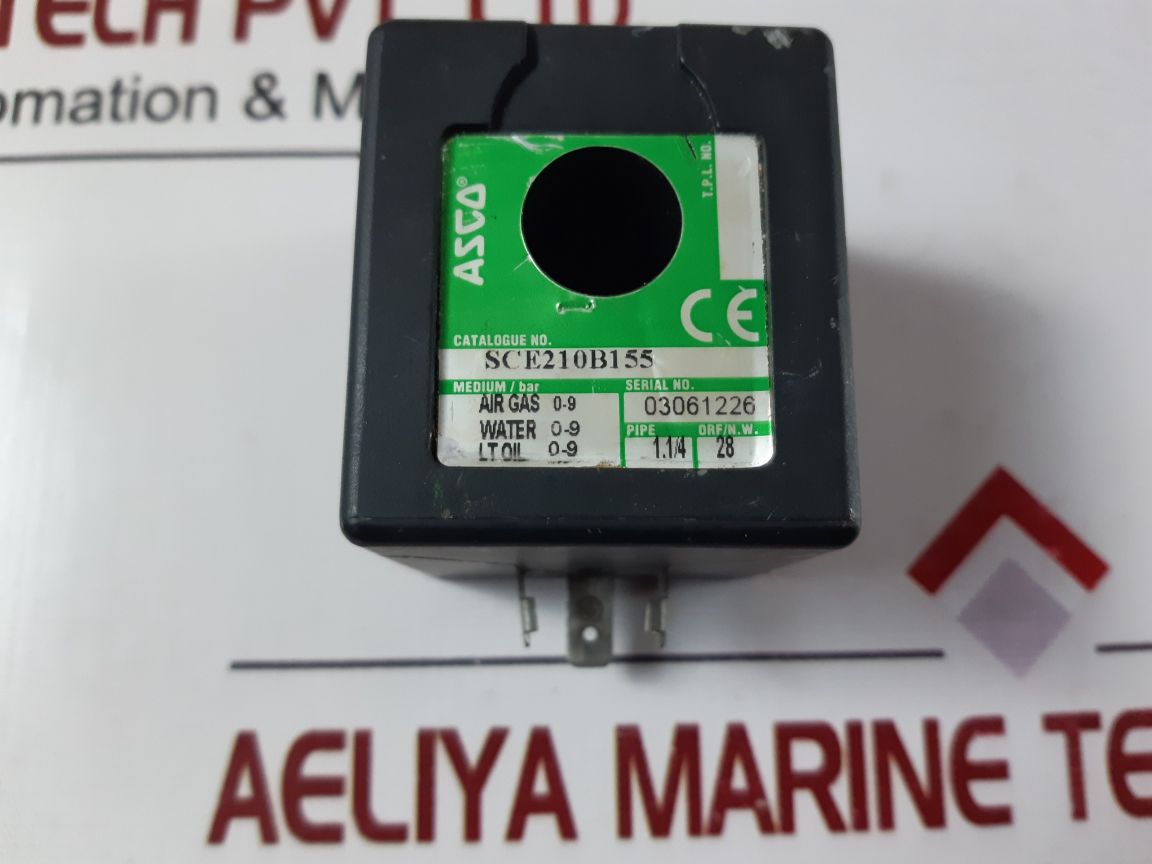 TECH PVT LTD
omation & M
ASCO®
T.P.L. NO.
CE
CATALOGUE NO.
SCE210B155
MEDIUM / bar
SERIAL NO.
AIR GAS 0-9
03061226
WATER 0-9
PIPE
ORF/N.W.
LT OIL 0-9
1.1/4
28
AELIYA MARINE TE